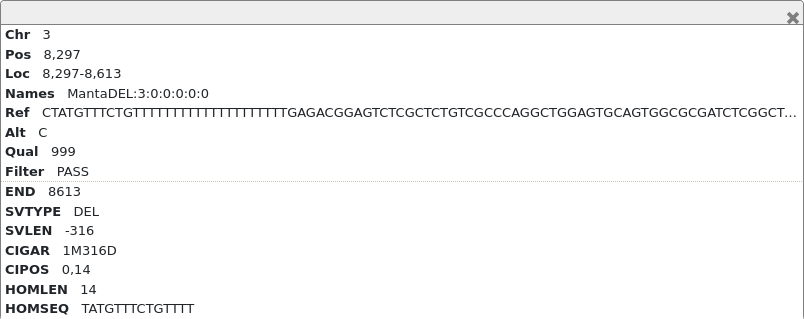 Chr 3
Pos 8,297
Loc 8,297-8,613
Names MantaDEL:3:0:0:0:0:0
Ref CTATGTTTCTGTTTTTTTTTTTTTTTTTTTTGAGACGGAGTCTCGCTCTGTCGCCCAGGCTGGAGTGCAGTGGCGCGATCTCGGCT...
Alt C
Qual 999
Filter PASS
END 8613
SVTYPE DEL
SVLEN -316
CIGAR 1M316D
CIPOS 0,14
HOMLEN 14
HOMSEQ TATGTTTCTGTTTT